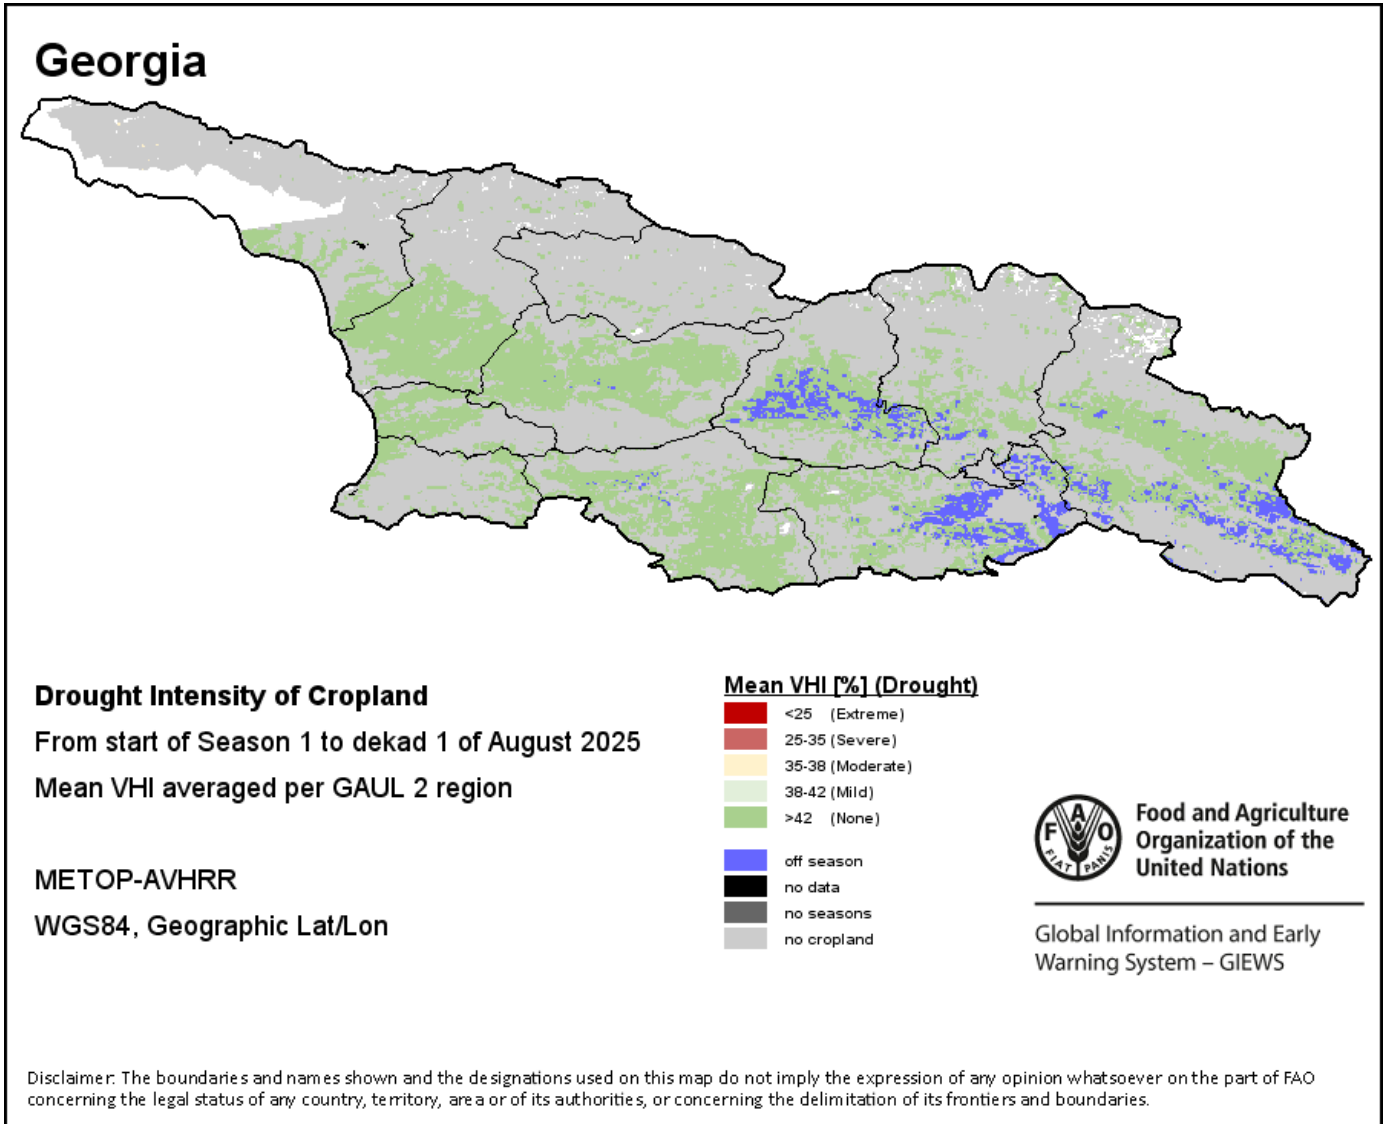 Georgia
Drought Intensity of Cropland
From start of Season 1 to dekad 1 of August 2025
Mean VHI averaged per GAUL 2 region
METOP-AVHRR
WGS84, Geographic Lat/Lon
Mean VHI [%] (Drought)
<25 (Extreme)
25-35 (Severe)
35-38 (Moderate)
38-42 (Mild)
>42 (None)
off season
no data
no seasons
no cropland
F A O
FIAT PANIS
Food and Agriculture
Organization of the
United Nations
Global Information and Early
Warning System – GIEWS
Disclaimer: The boundaries and names shown and the designations used on this map do not imply the expression of any opinion whatsoever on the part of FAO
concerning the legal status of any country, territory, area or of its authorities, or concerning the delimitation of its frontiers and boundaries.